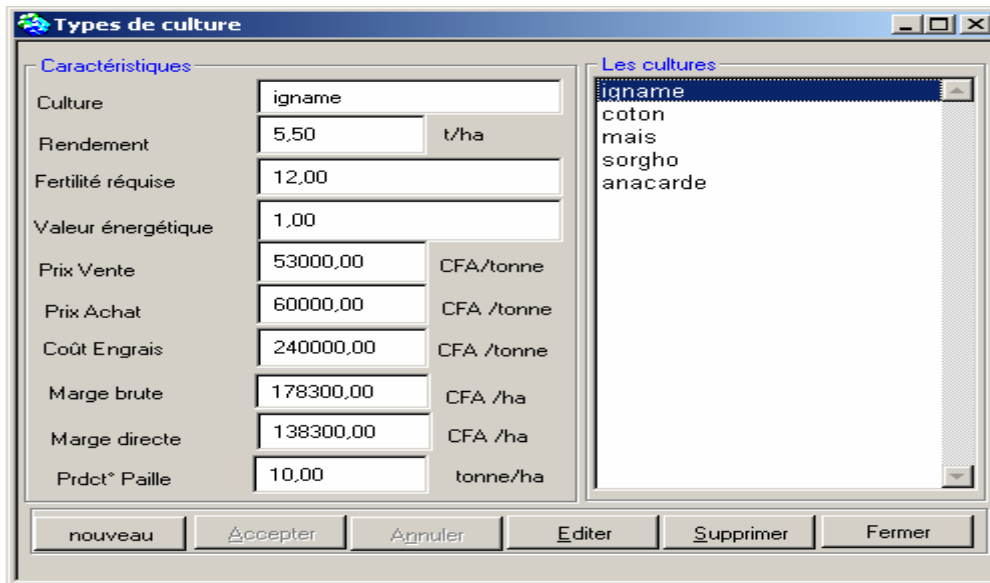 Types de culture
Caractéristiques
Culture igname
Rendement 5,50 t/ha
Fertilité réquise 12,00
Valeur énergétique 1,00
Prix Vente 53000,00 CFA/tonne
Prix Achat 60000,00 CFA /tonne
Coût Engrais 240000,00 CFA /tonne
Marge brute 178300,00 CFA /ha
Marge directe 138300,00 CFA /ha
Prdct° Paille 10,00 tonne/ha
Les cultures
igname
coton
mais
sorgho
anacarde
nouveau Accepter Annuler Editer Supprimer Fermer